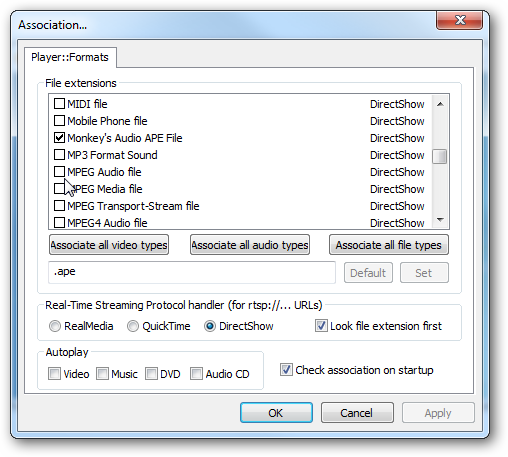 Association...
Player::Formats
File extensions
MIDI file DirectShow
Mobile Phone file DirectShow
Monkey's Audio APE File DirectShow
MP3 Format Sound DirectShow
MPEG Audio file DirectShow
MPEG Media file DirectShow
MPEG Transport-Stream file DirectShow
MPEG4 Audio file DirectShow
Associate all video types Associate all audio types Associate all file types
.ape Default Set
Real-Time Streaming Protocol handler (for rtsp://... URLs)
RealMedia QuickTime DirectShow Look file extension first
Autoplay
Video Music DVD Audio CD Check association on startup
OK Cancel Apply